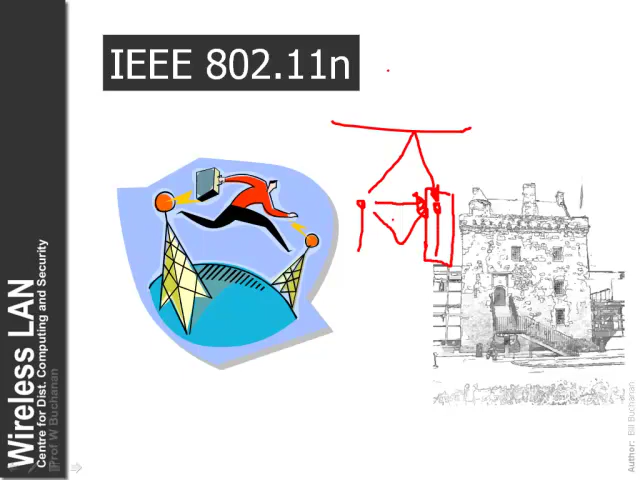 IEEE 802.11n
Wireless LAN
Centre for Dist. Computing and Security
Prof W Buchanan
Author: Bill Buchanan